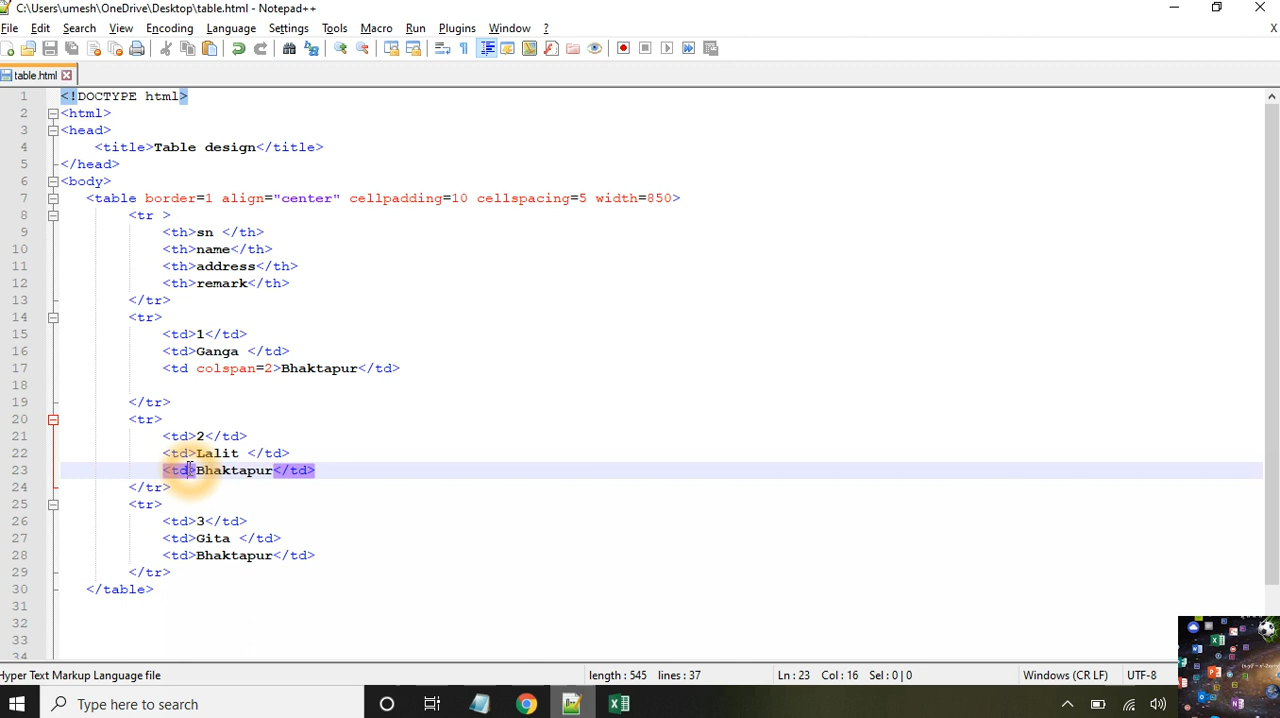 C:\Users\umesh\OneDrive\Desktop\table.html - Notepad++
File Edit Search View Encoding Language Settings Tools Macro Run Plugins Window ? X
table.html
1 <!DOCTYPE html>
2 <html>
3 <head>
4 <title>Table design</title>
5 </head>
6 <body>
7 <table border=1 align="center" cellpadding=10 cellspacing=5 width=850>
8 <tr >
9 <th>sn </th>
10 <th>name</th>
11 <th>address</th>
12 <th>remark</th>
13 </tr>
14 <tr>
15 <td>1</td>
16 <td>Ganga </td>
17 <td colspan=2>Bhaktapur</td>
18
19 </tr>
20 <tr>
21 <td>2</td>
22 <td>Lalit </td>
23 <td>Bhaktapur</td>
24 </tr>
25 <tr>
26 <td>3</td>
27 <td>Gita </td>
28 <td>Bhaktapur</td>
29 </tr>
30 </table>
31
32
33
34
Hyper Text Markup Language file length : 545 lines : 37 Ln : 23 Col : 16 Sel : 0 | 0 Windows (CR LF) UTF-8
Type here to search